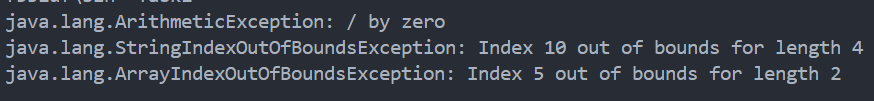 java.lang.ArithmeticException: / by zero
java.lang.StringIndexOutOfBoundsException: Index 10 out of bounds for length 4
java.lang.ArrayIndexOutOfBoundsException: Index 5 out of bounds for length 2